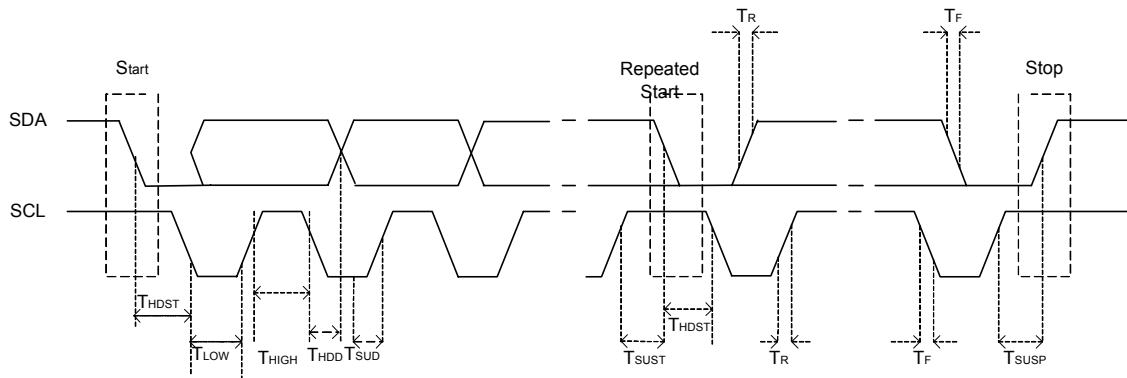 TR
TF
Start
Repeated
Start
Stop
SDA
SCL
THDST
TLOW
THIGH
THDD
TSUD
TSUST
THDST
TR
TF
TSUSP